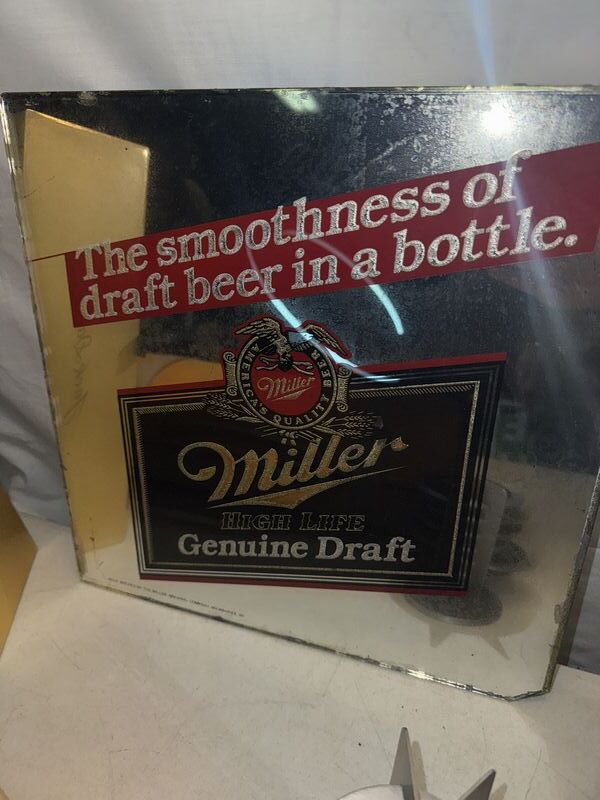 The smoothness of
draft beer in a bottle.
AMERICA'S QUALITY BEER
Miller
Miller
HIGH LIFE
Genuine Draft